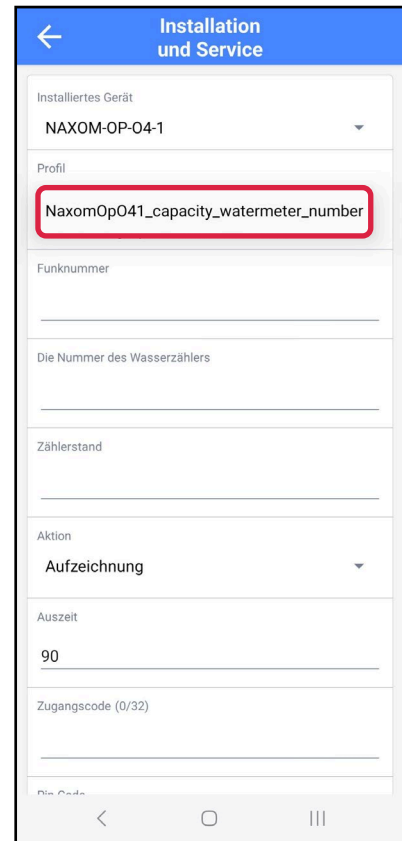 Installation
und Service
Installiertes Gerät
NAXOM-OP-O4-1
Profil
NaxomOpO41_capacity_watermeter_number
Funknummer
Die Nummer des Wasserzählers
Zählerstand
Aktion
Aufzeichnung
Auszeit
90
Zugangscode (0/32)